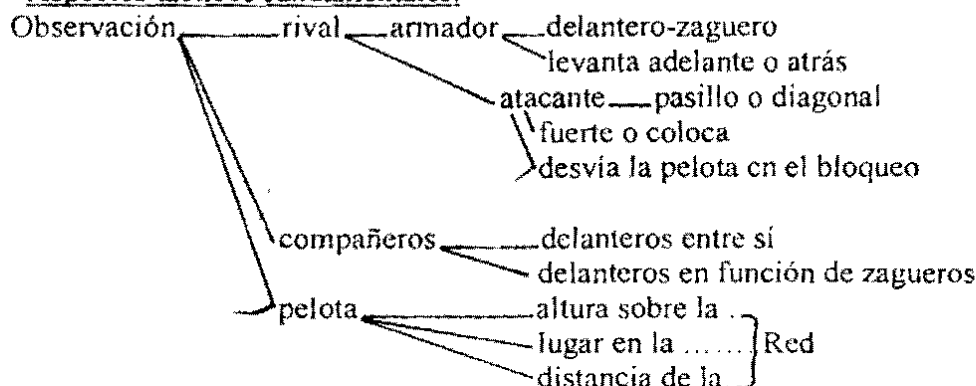 Observación rival armador delantero-zaguero
levanta adelante o atrás
atacante pasillo o diagonal
fuerte o coloca
desvía la pelota en el bloqueo
compañeros delanteros entre sí
delanteros en función de zagueros
pelota altura sobre la ..
lugar en la ...... Red
distancia de la